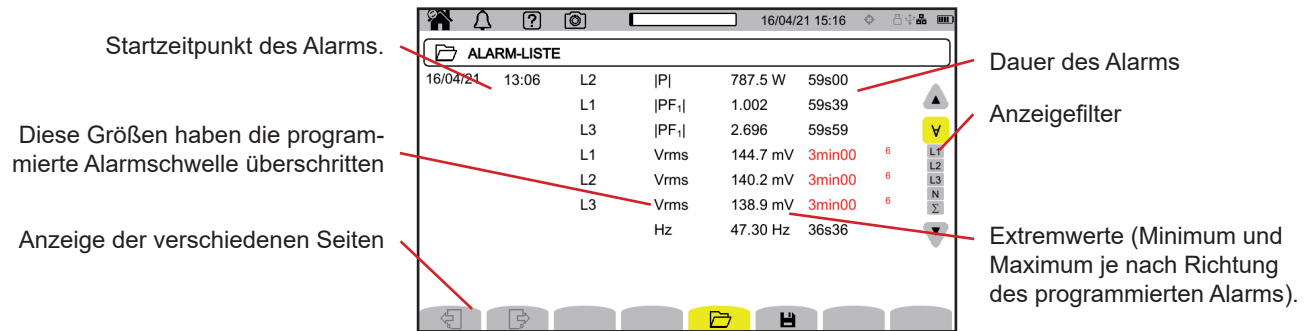 16/04/21 15:16
Startzeitpunkt des Alarms.
ALARM-LISTE
16/04/21 13:06 L2 |P| 787.5 W 59s00
L1 |PF₁| 1.002 59s39
L3 |PF₁| 2.696 59s59
L1 Vrms 144.7 mV 3min00 6
L2 Vrms 140.2 mV 3min00 6
L3 Vrms 138.9 mV 3min00 6
Hz 47.30 Hz 36s36
∀
L1
L2
L3
N
Σ
Diese Größen haben die program-
mierte Alarmschwelle überschritten
Anzeige der verschiedenen Seiten
Dauer des Alarms
Anzeigefilter
Extremwerte (Minimum und
Maximum je nach Richtung
des programmierten Alarms).